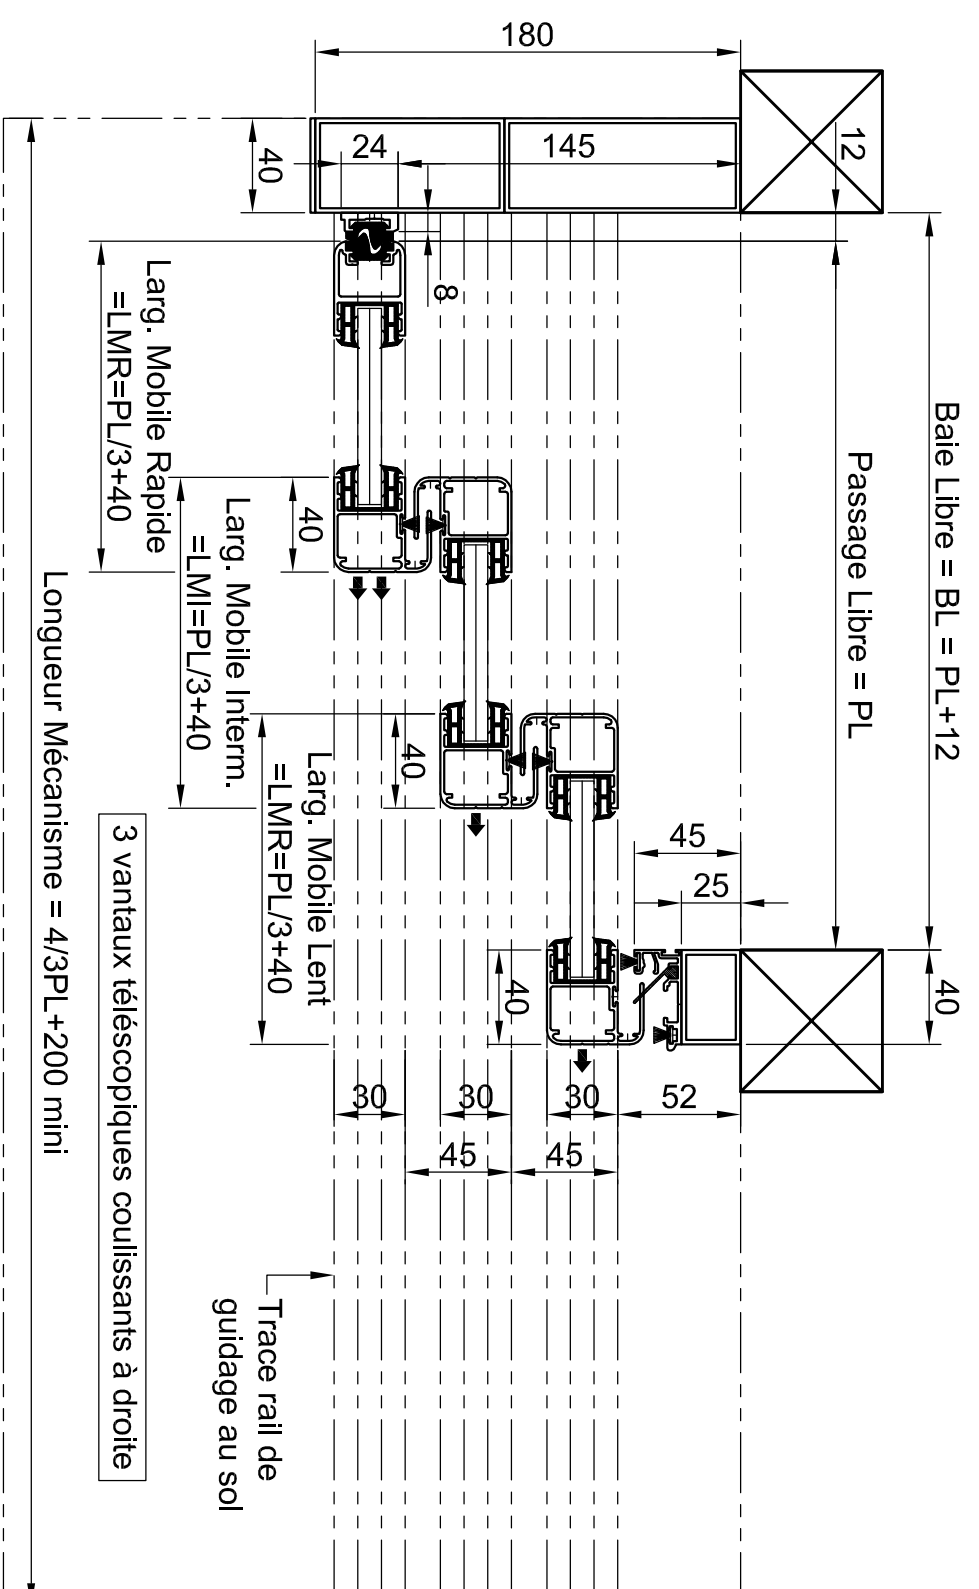 180
12
24
145
40
8
Baie Libre = BL = PL+12
Passage Libre = PL
Larg. Mobile Rapide
=LMR=PL/3+40
40
Larg. Mobile Interm.
=LMI=PL/3+40
40
Larg. Mobile Lent
=LMR=PL/3+40
45
25
40
40
30
30
30
52
45
45
Longueur Mécanisme = 4/3PL+200 mini
3 vantaux téléscopiques coulissants à droite
Trace rail de
guidage au sol